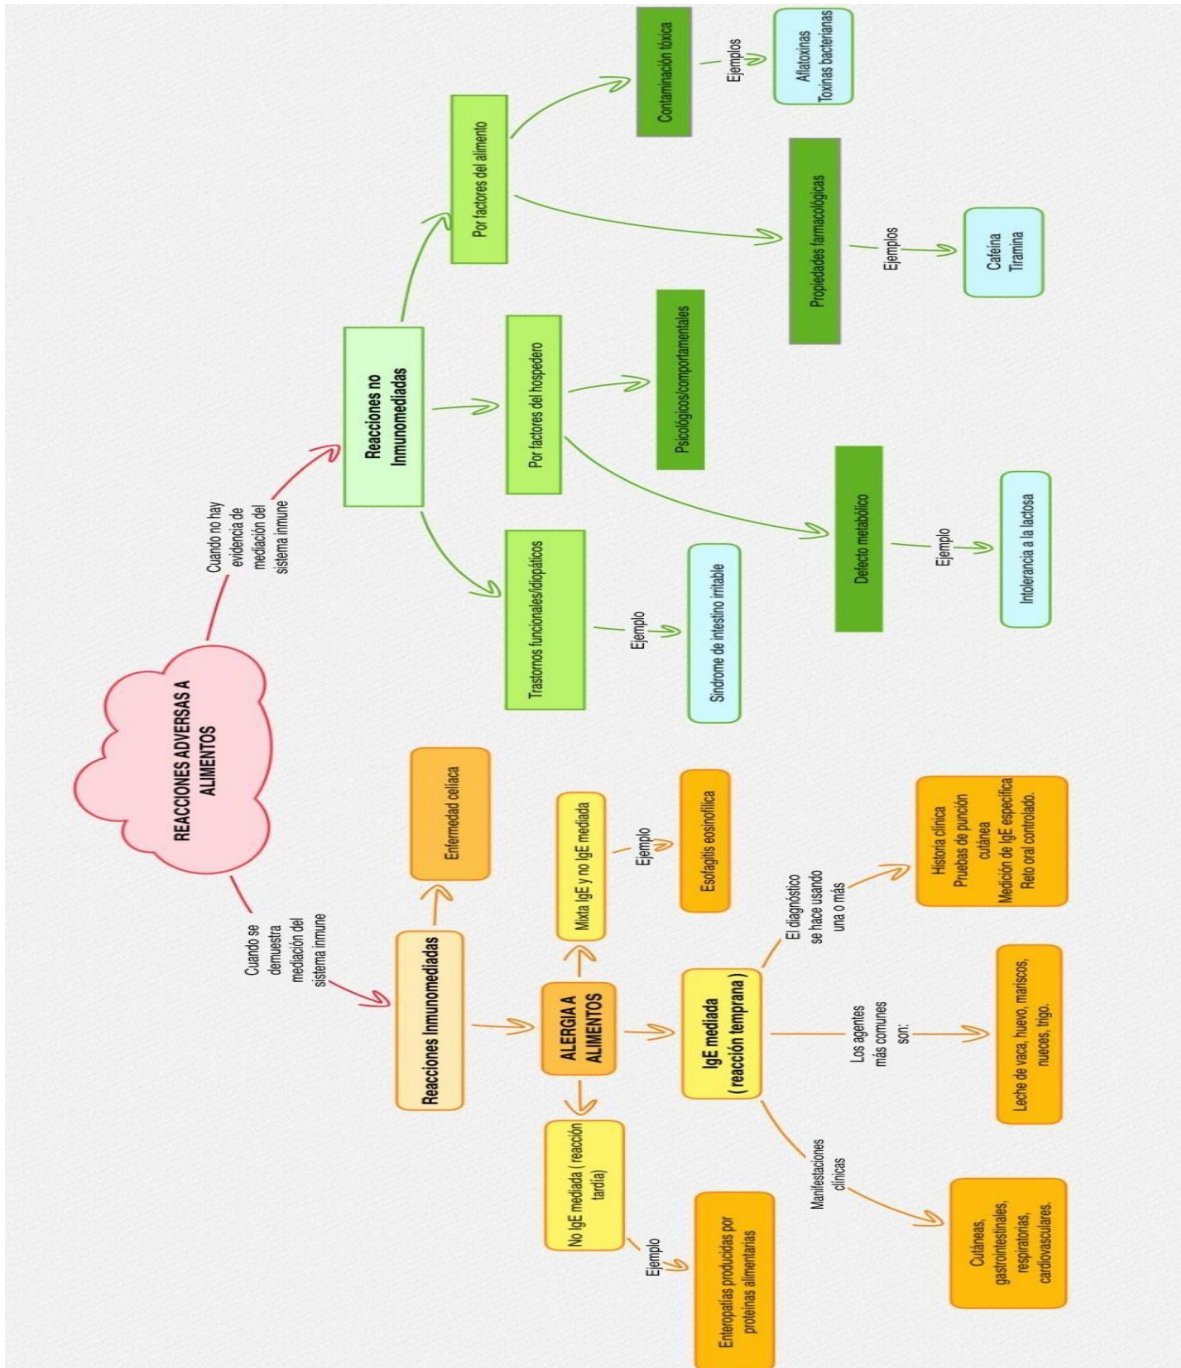 REACCIONES ADVERSAS A
ALIMENTOS
Cuando se
demuestra
mediación del
sistema inmune
Cuando no hay
evidencia de
mediación del
sistema inmune
Reacciones Inmunomediadas
Enfermedad celíaca
ALERGIA A
ALIMENTOS
No IgE mediada ( reacción
tardía)
Ejemplo
Enteropatías producidas por
proteínas alimentarias
Mixta IgE y no IgE mediada
Ejemplo
Esofagitis eosinofílica
IgE mediada
( reacción temprana)
Manifestaciones
clínicas
Cutáneas,
gastrointestinales,
respiratorias,
cardiovasculares.
Los agentes
más comunes
son:
Leche de vaca, huevo, mariscos,
nueces, trigo.
El diagnóstico
se hace usando
una o más
Historia clínica
Pruebas de punción
cutánea
Medición de IgE específica
Reto oral controlado.
Reacciones no
Inmunomediadas
Trastornos funcionales/idiopáticos
Ejemplo
Síndrome de intestino irritable
Por factores del hospedero
Defecto metabólico
Ejemplo
Intolerancia a la lactosa
Psicológicos/comportamentales
Por factores del alimento
Propiedades farmacológicas
Ejemplos
Cafeína
Tiramina
Contaminación tóxica
Ejemplos
Aflatoxinas
Toxinas bacterianas